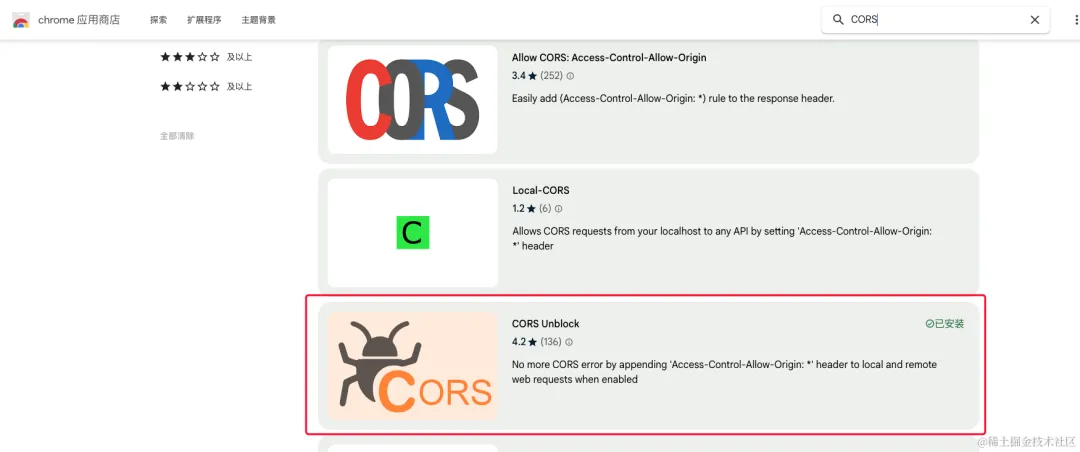 chrome 应用商店
探索
扩展程序
主题背景
CORS
及以上
及以上
全部清除
CORS
Allow CORS: Access-Control-Allow-Origin
3.4 ★ (252)
Easily add (Access-Control-Allow-Origin: *) rule to the response header.
C
Local-CORS
1.2 ★ (6)
Allows CORS requests from your localhost to any API by setting 'Access-Control-Allow-Origin:
*' header
CORS
CORS Unblock
已安装
4.2 ★ (136)
No more CORS error by appending 'Access-Control-Allow-Origin: *' header to local and remote
web requests when enabled
@稀土掘金技术社区